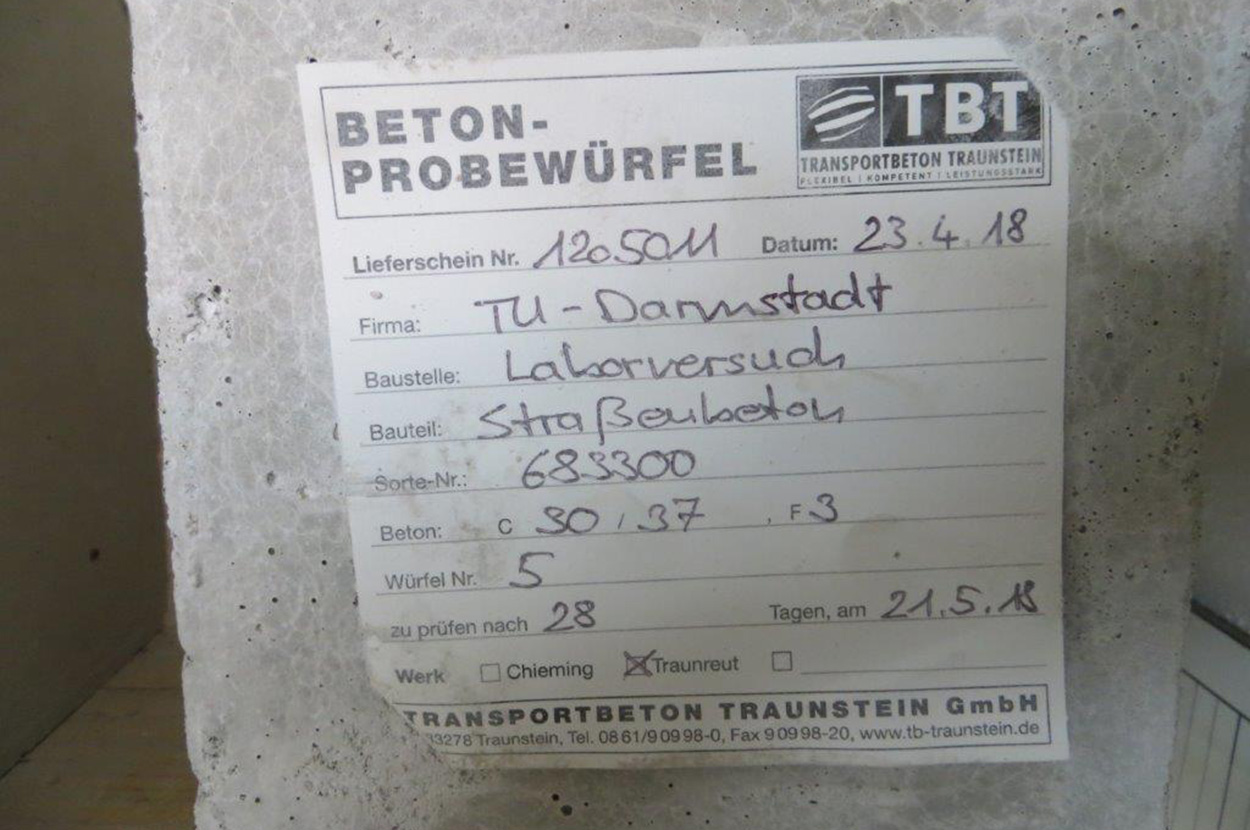 BETON-
PROBEWÜRFEL
TBT
TRANSPORTBETON TRAUNSTEIN
FLEXIBEL | KOMPETENT | LEISTUNGSSTARK
Lieferschein Nr. 1205011 Datum: 23.4.18
Firma: TU-Darmstadt
Baustelle: Laborversuch
Bauteil: Straßenbeton
Sorte-Nr.: 683300
Beton: C 30/37, F3
Würfel Nr. 5
zu prüfen nach 28 Tagen, am 21.5.18
Werk ☐ Chieming ☒ Traunreut ☐
TRANSPORTBETON TRAUNSTEIN GmbH
83278 Traunstein, Tel. 0861/90998-0, Fax 90998-20, www.tb-traunstein.de